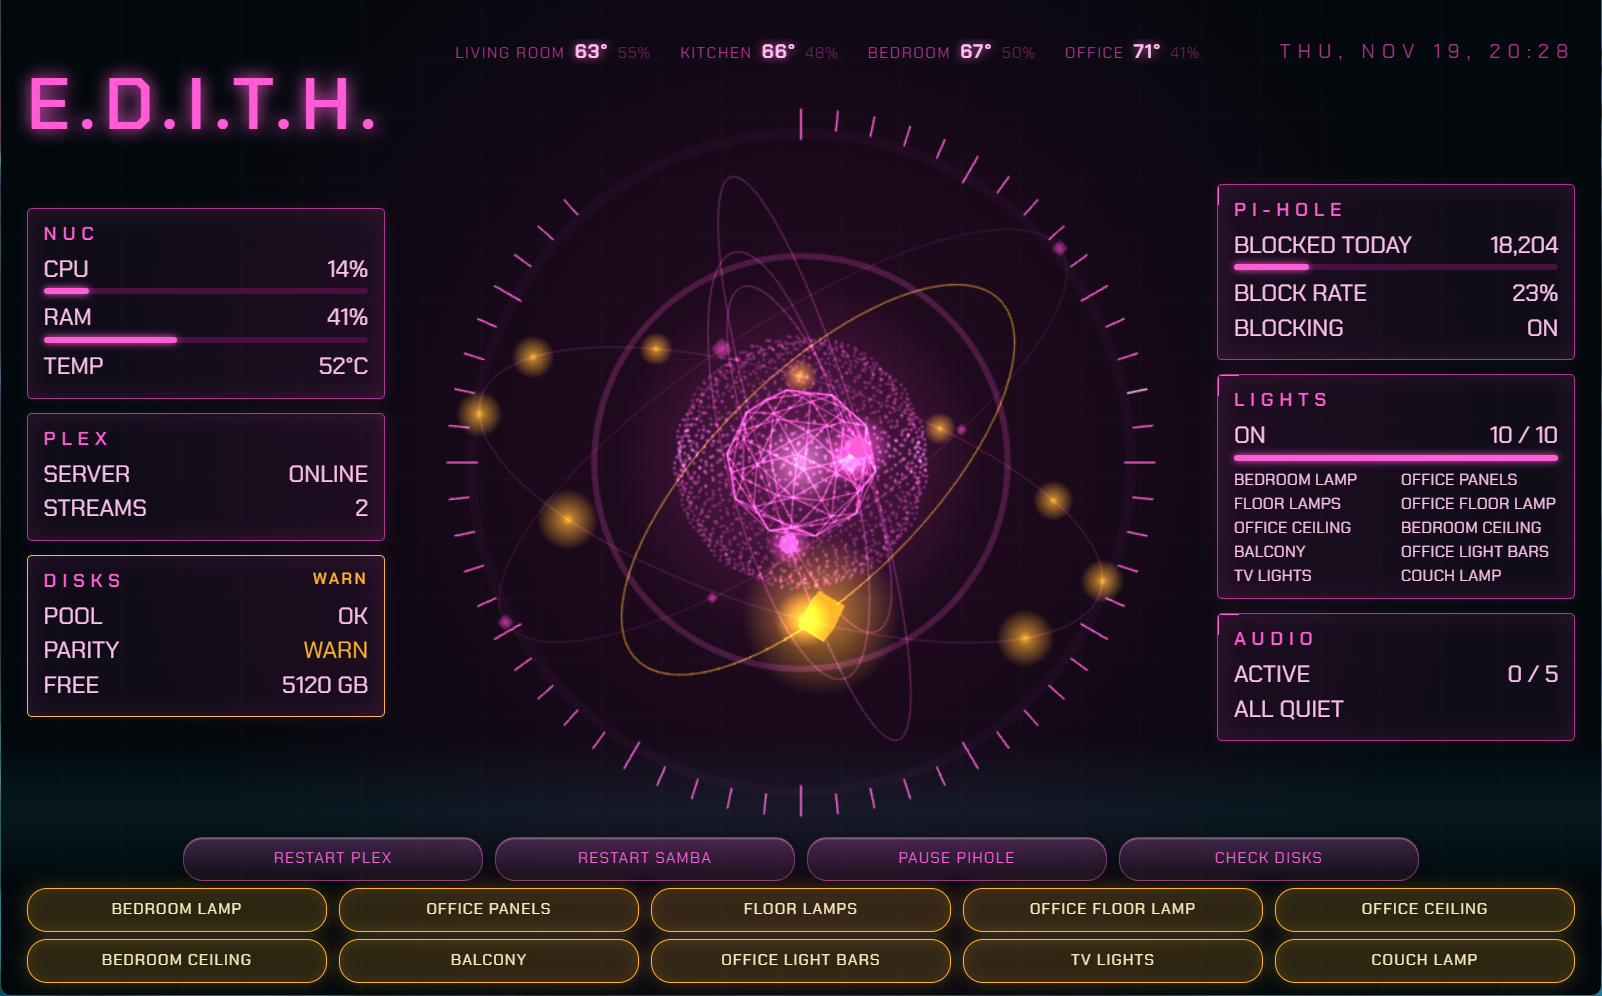 LIVING ROOM 63° 55% KITCHEN 66° 48% BEDROOM 67° 50% OFFICE 71° 41%
THU, NOV 19, 20:28
E.D.I.T.H.
NUC
CPU 14%
RAM 41%
TEMP 52°C
PLEX
SERVER ONLINE
STREAMS 2
DISKS WARN
POOL OK
PARITY WARN
FREE 5120 GB
PI-HOLE
BLOCKED TODAY 18,204
BLOCK RATE 23%
BLOCKING ON
LIGHTS
ON 10 / 10
BEDROOM LAMP OFFICE PANELS
FLOOR LAMPS OFFICE FLOOR LAMP
OFFICE CEILING BEDROOM CEILING
BALCONY OFFICE LIGHT BARS
TV LIGHTS COUCH LAMP
AUDIO
ACTIVE 0 / 5
ALL QUIET
RESTART PLEX RESTART SAMBA PAUSE PIHOLE CHECK DISKS
BEDROOM LAMP OFFICE PANELS FLOOR LAMPS OFFICE FLOOR LAMP OFFICE CEILING
BEDROOM CEILING BALCONY OFFICE LIGHT BARS TV LIGHTS COUCH LAMP